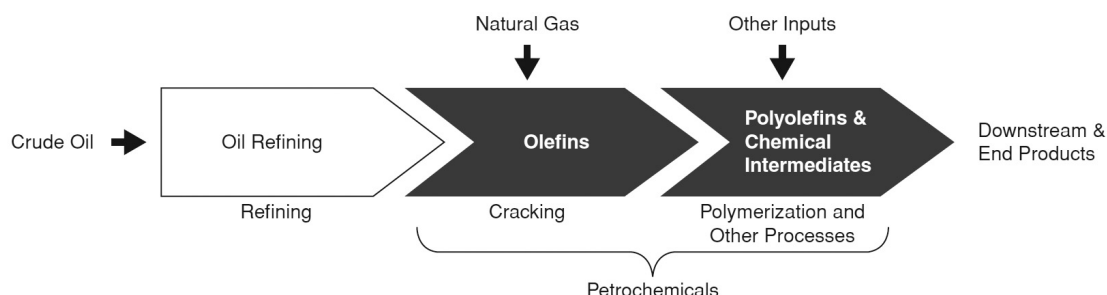 Natural Gas
Other Inputs
Crude Oil
Oil Refining
Olefins
Polyolefins &
Chemical
Intermediates
Downstream &
End Products
Refining
Cracking
Polymerization and
Other Processes
Petrochemicals